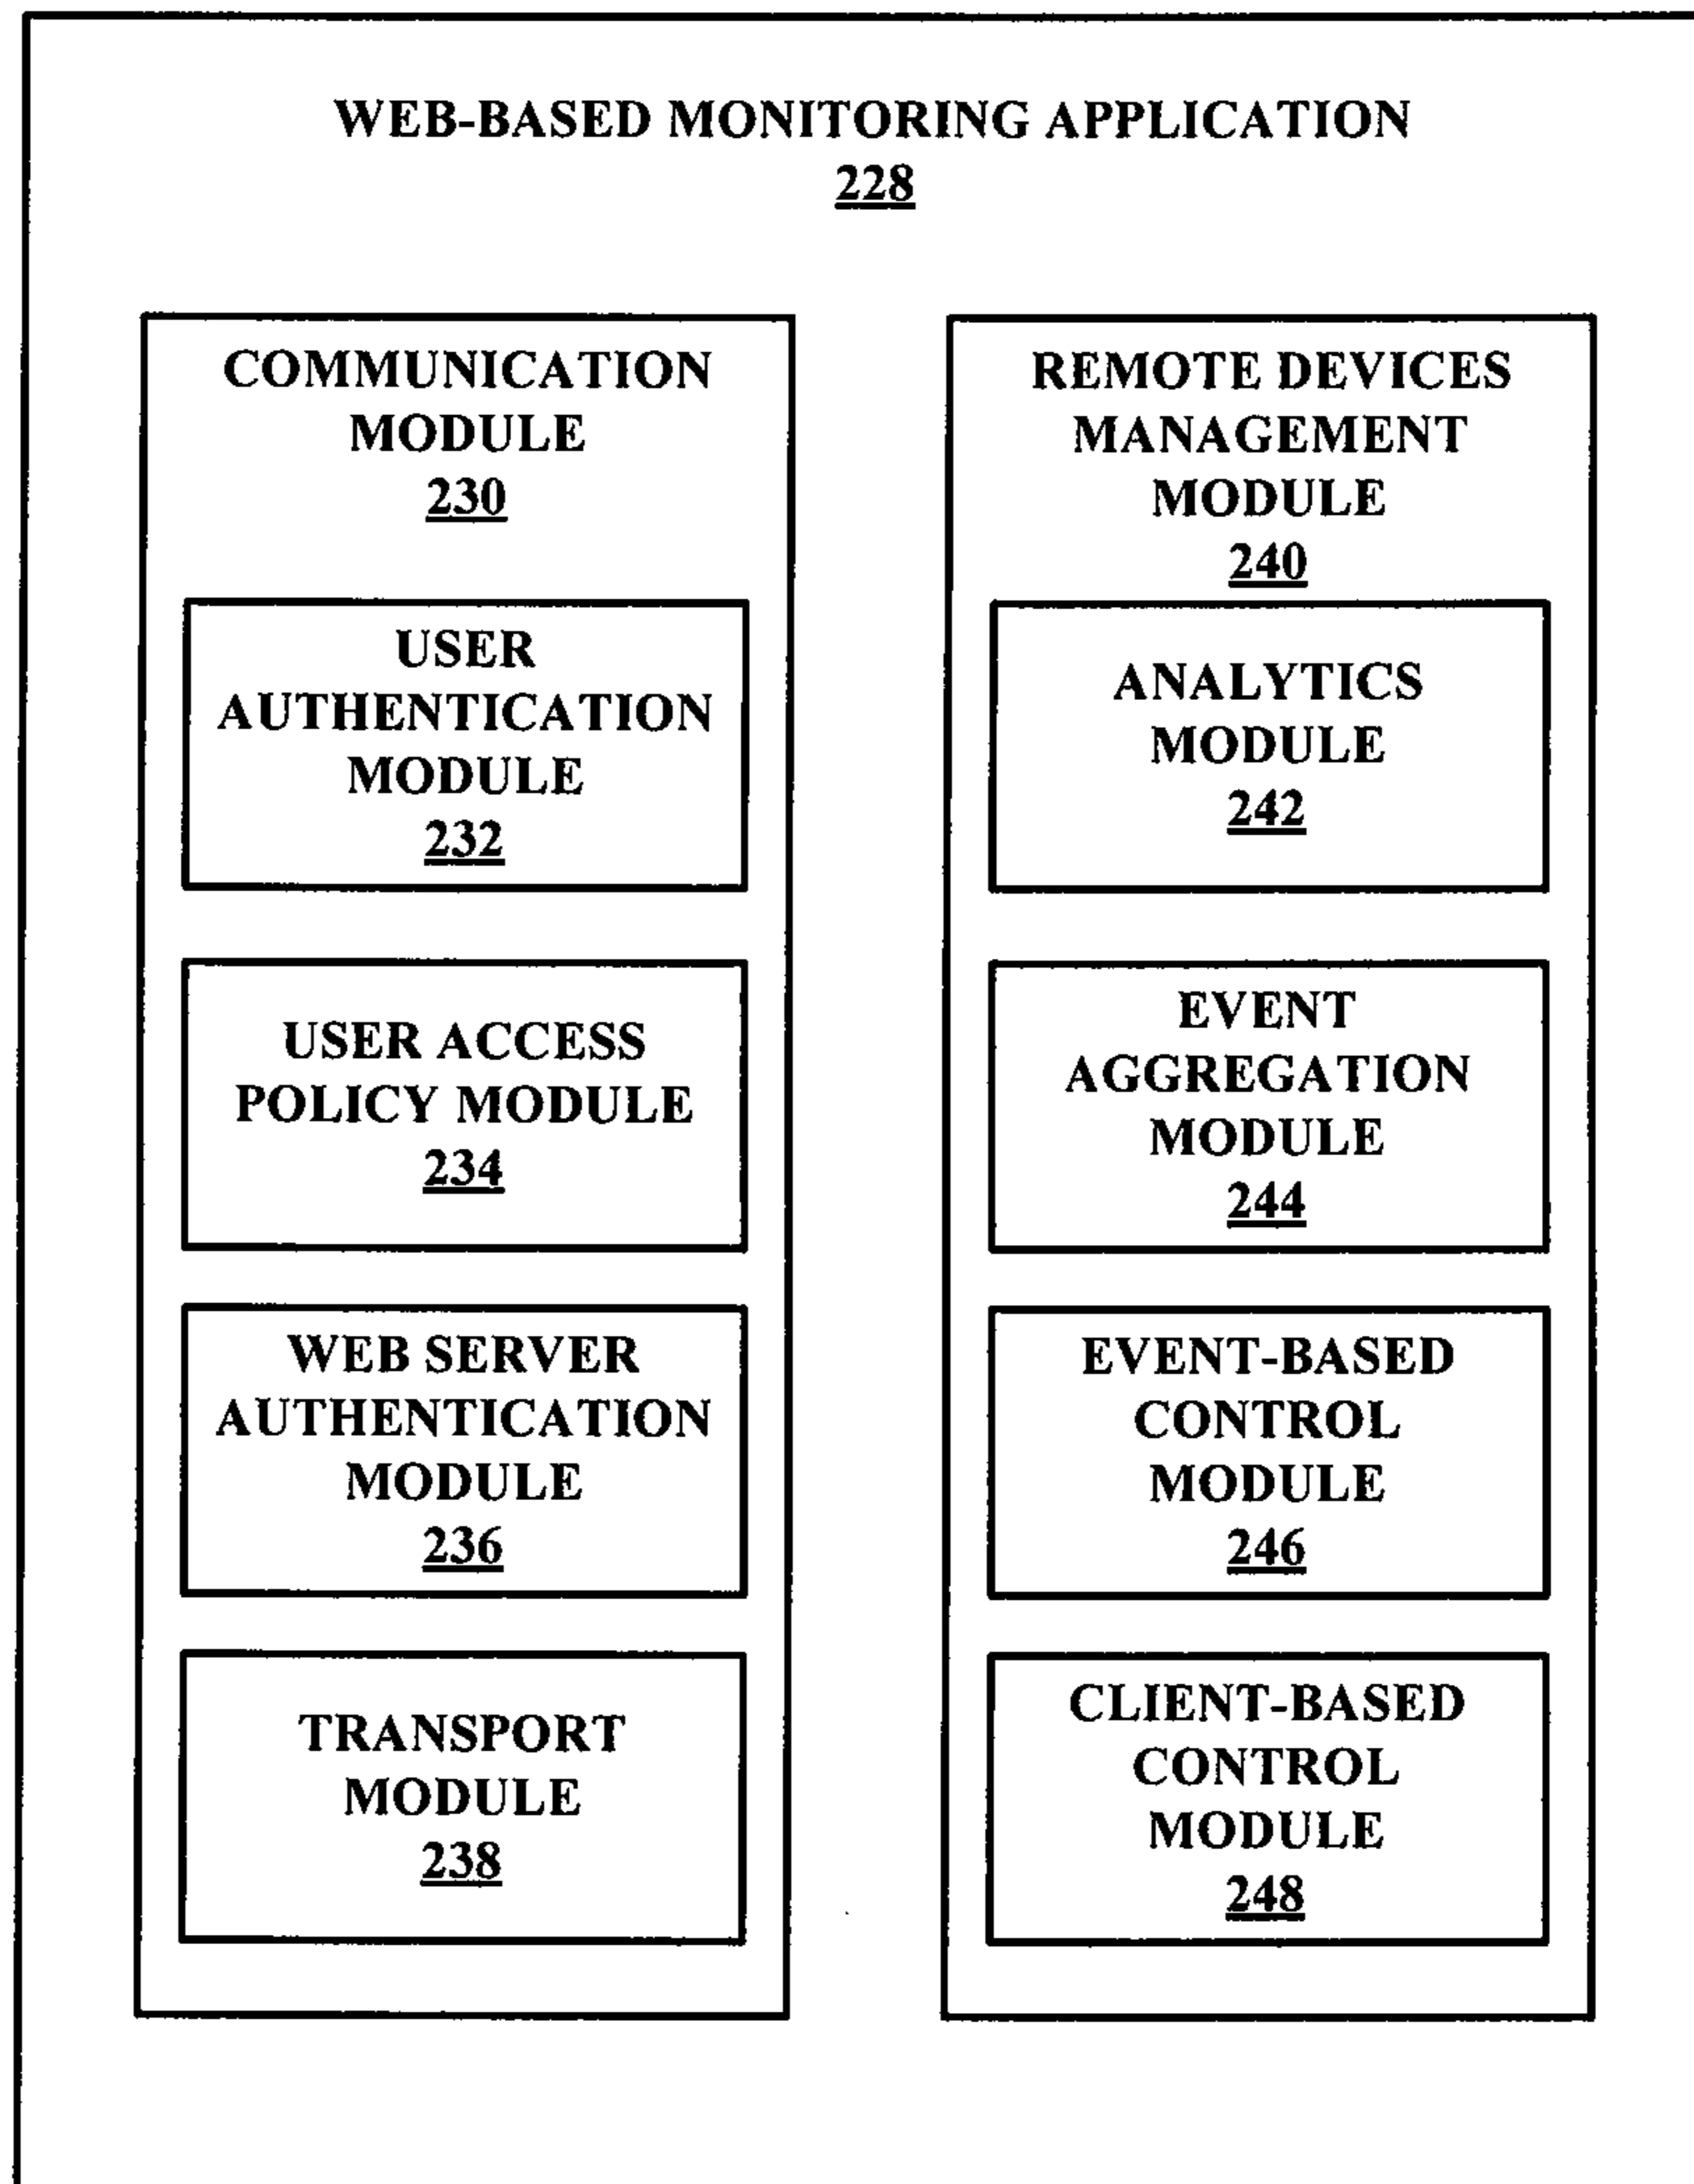 WEB-BASED MONITORING APPLICATION
228
COMMUNICATION
MODULE
230
USER
AUTHENTICATION
MODULE
232
USER ACCESS
POLICY MODULE
234
WEB SERVER
AUTHENTICATION
MODULE
236
TRANSPORT
MODULE
238
REMOTE DEVICES
MANAGEMENT
MODULE
240
ANALYTICS
MODULE
242
EVENT
AGGREGATION
MODULE
244
EVENT-BASED
CONTROL
MODULE
246
CLIENT-BASED
CONTROL
MODULE
248